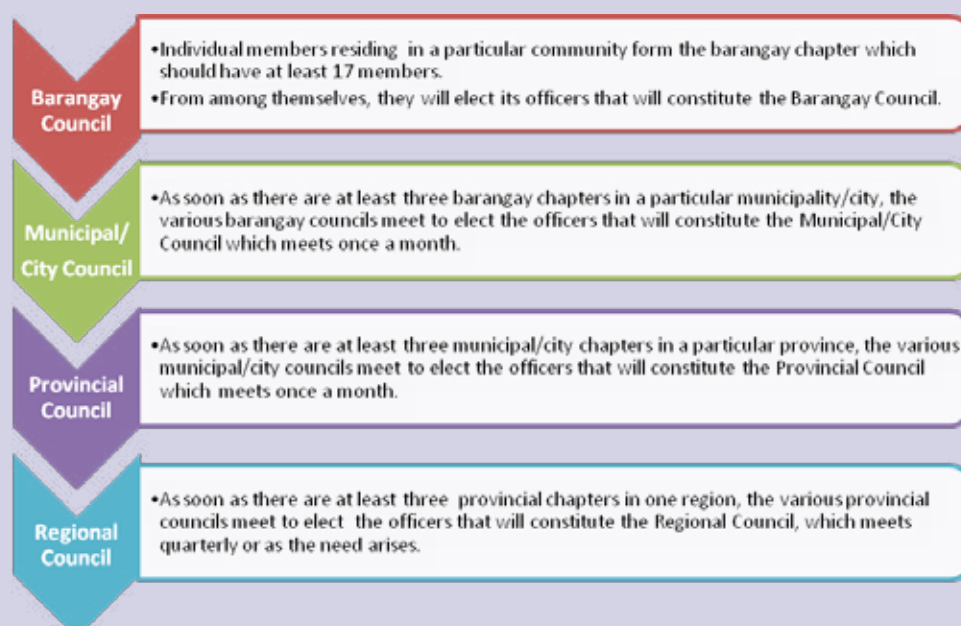 Barangay
Council
•Individual members residing in a particular community form the barangay chapter which
should have at least 17 members.
•From among themselves, they will elect its officers that will constitute the Barangay Council.
Municipal/
City Council
•As soon as there are at least three barangay chapters in a particular municipality/city, the
various barangay councils meet to elect the officers that will constitute the Municipal/City
Council which meets once a month.
Provincial
Council
•As soon as there are at least three municipal/city chapters in a particular province, the various
municipal/city councils meet to elect the officers that will constitute the Provincial Council
which meets once a month.
Regional
Council
•As soon as there are at least three provincial chapters in one region, the various provincial
councils meet to elect the officers that will constitute the Regional Council, which meets
quarterly or as the need arises.